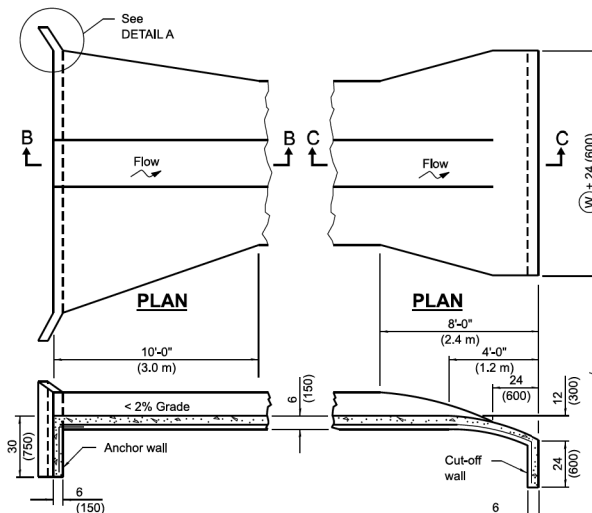 See
DETAIL A
B
B
C
C
Flow
Flow
Ⓦ + 24 (600)
PLAN
PLAN
10'-0"
(3.0 m)
8'-0"
(2.4 m)
4'-0"
(1.2 m)
24
(600)
12
(300)
< 2% Grade
6
(150)
30
(750)
Anchor wall
Cut-off
wall
24
(600)
6
(150)
6